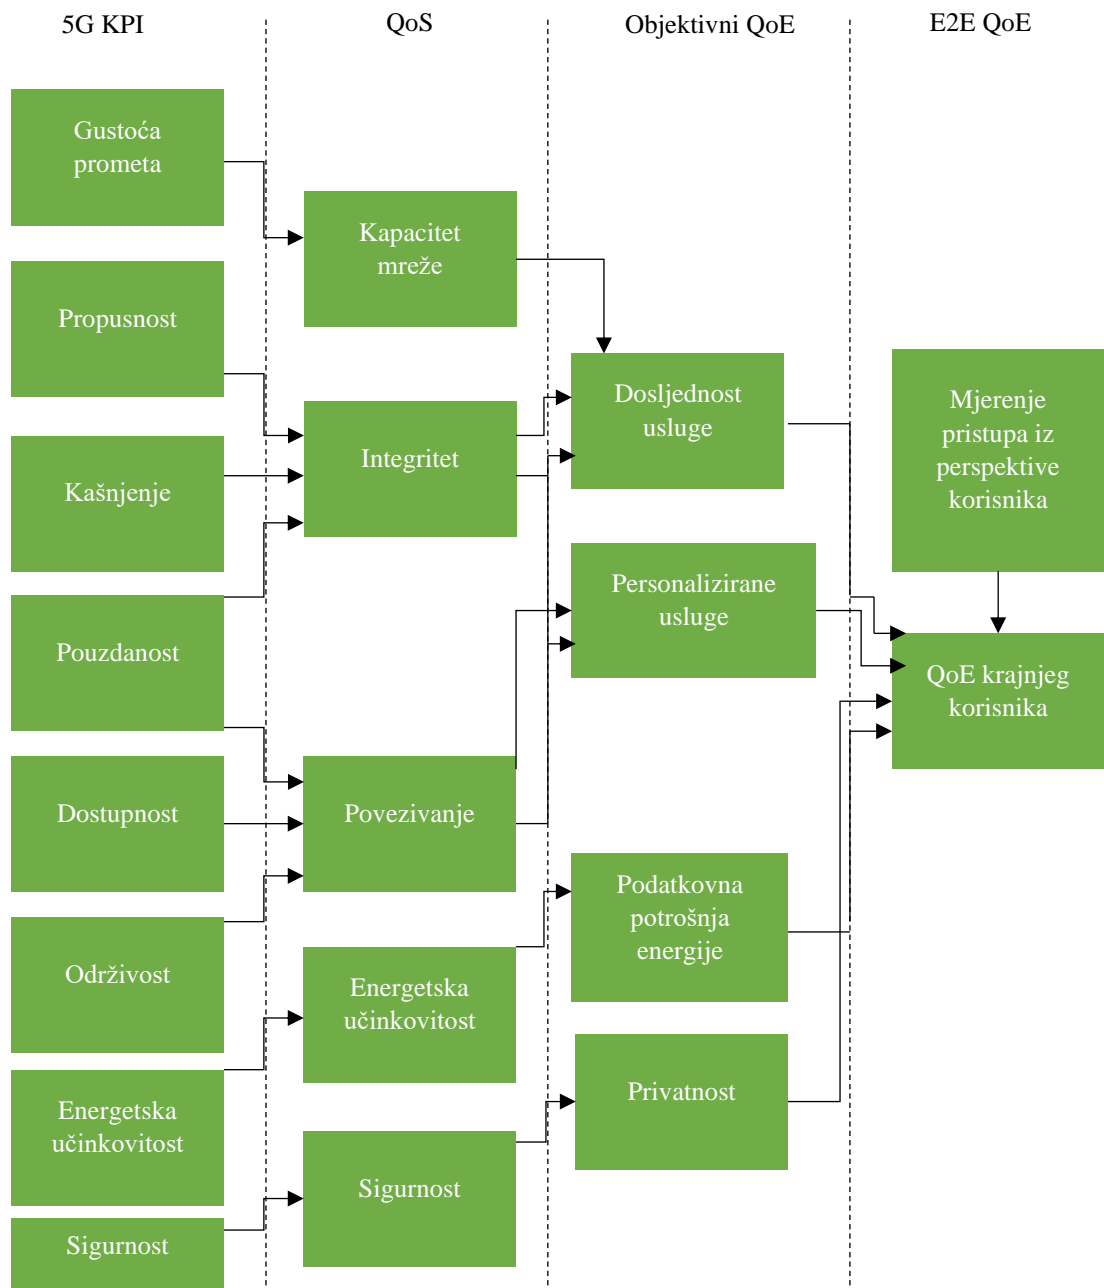 5G KPI
QoS
Objektivni QoE
E2E QoE
Gustoća
prometa
Propusnost
Kašnjenje
Pouzdanost
Dostupnost
Održivost
Energetska
učinkovitost
Sigurnost
Kapacitet
mreže
Integritet
Povezivanje
Energetska
učinkovitost
Sigurnost
Dosljednost
usluge
Personalizirane
usluge
Podatkovna
potrošnja
energije
Privatnost
Mjerenje
pristupa iz
perspektive
korisnika
QoE krajnjeg
korisnika